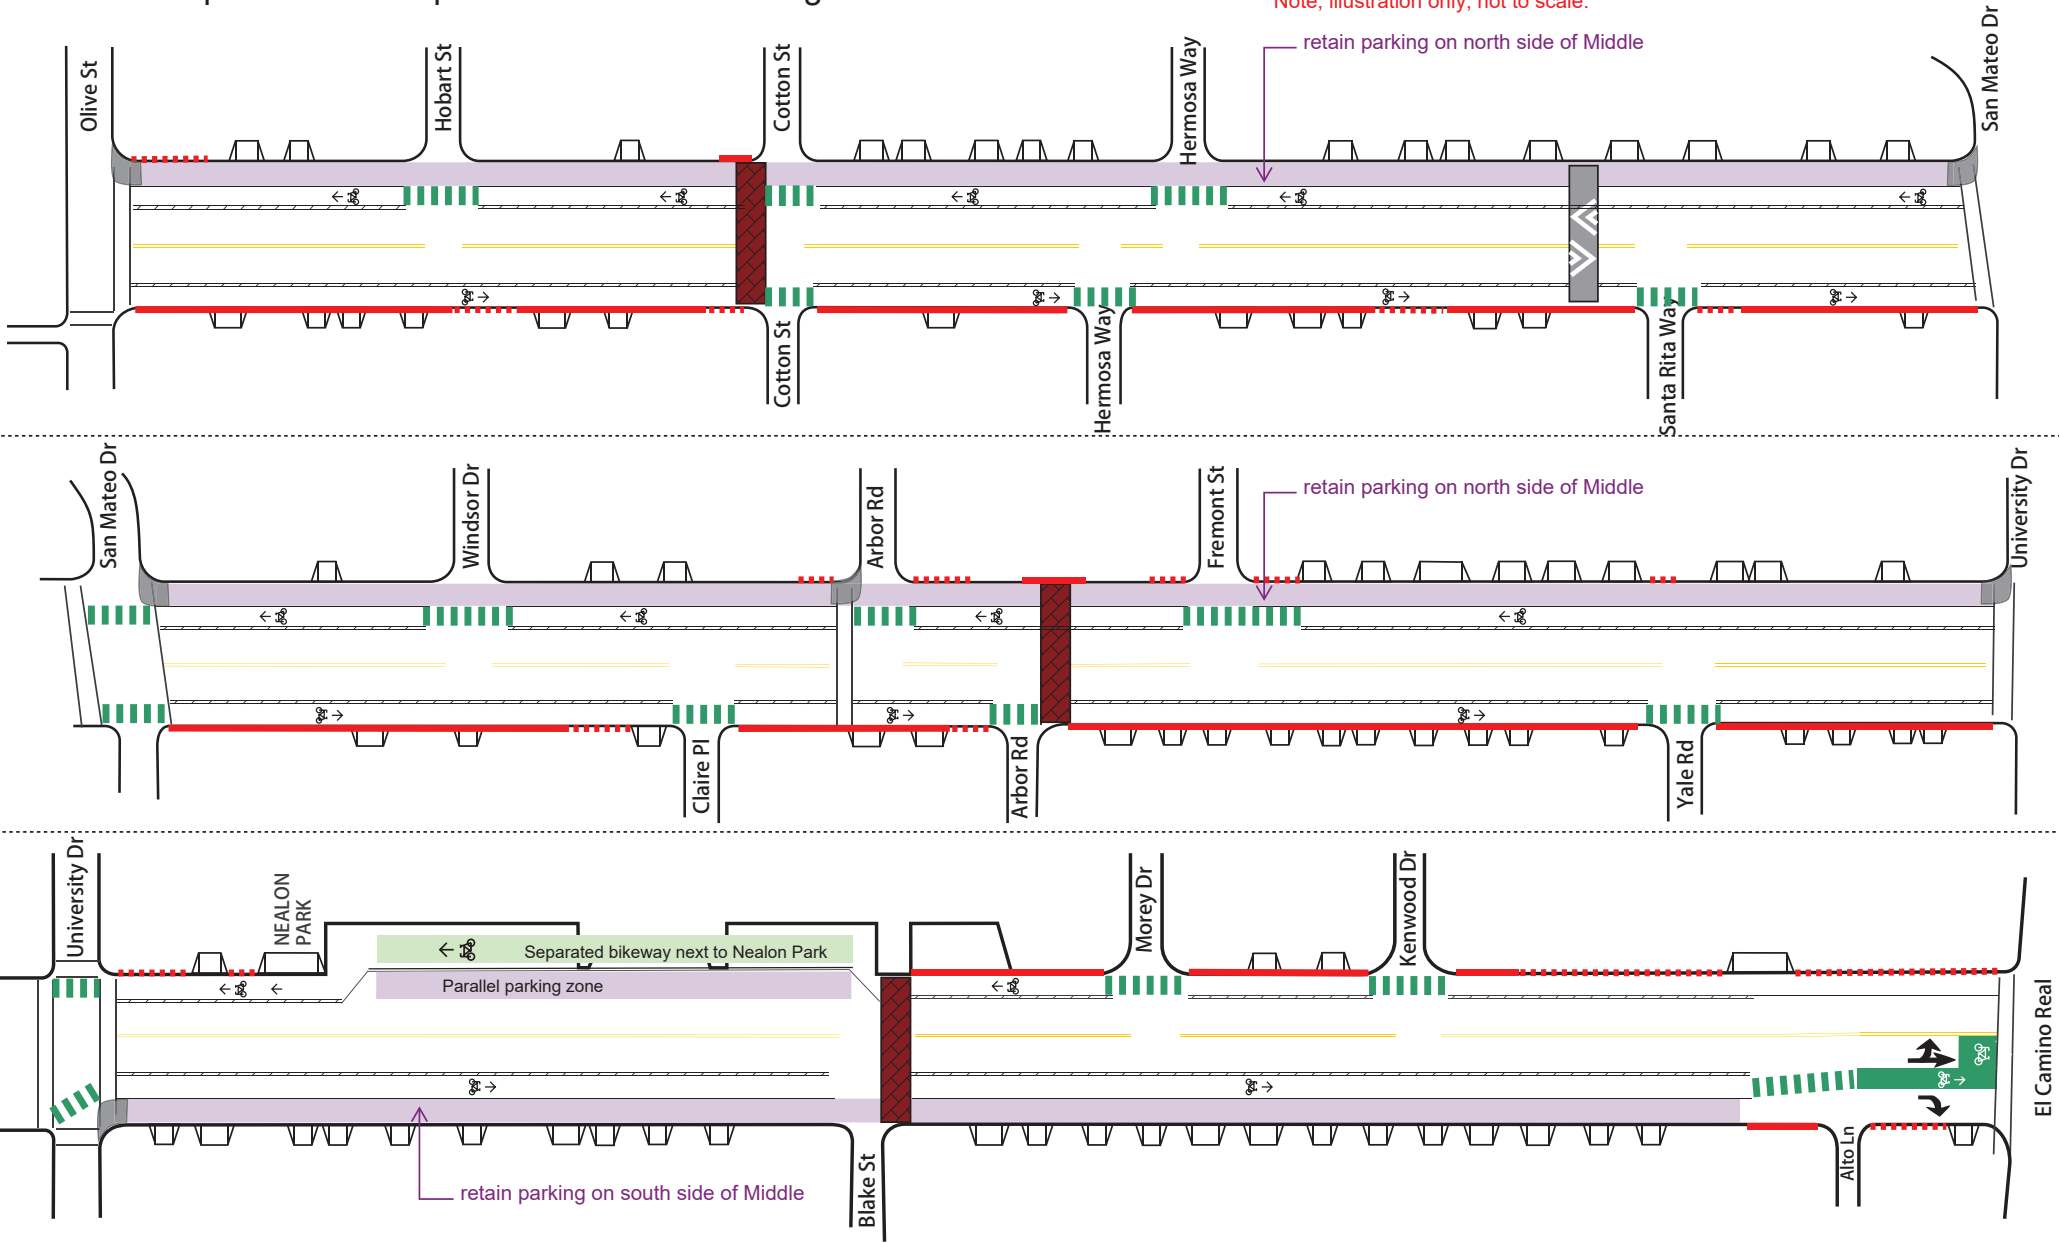 Note, illustration only, not to scale.
retain parking on north side of Middle
Olive St
Hobart St
Cotton St
Hermosa Way
San Mateo Dr
Cotton St
Hermosa Way
Santa Rita Way
San Mateo Dr
Windsor Dr
Arbor Rd
Fremont St
retain parking on north side of Middle
University Dr
Claire Pl
Arbor Rd
Yale Rd
University Dr
NEALON
PARK
Separated bikeway next to Nealon Park
Parallel parking zone
Morey Dr
Kenwood Dr
El Camino Real
retain parking on south side of Middle
Blake St
Alto Ln